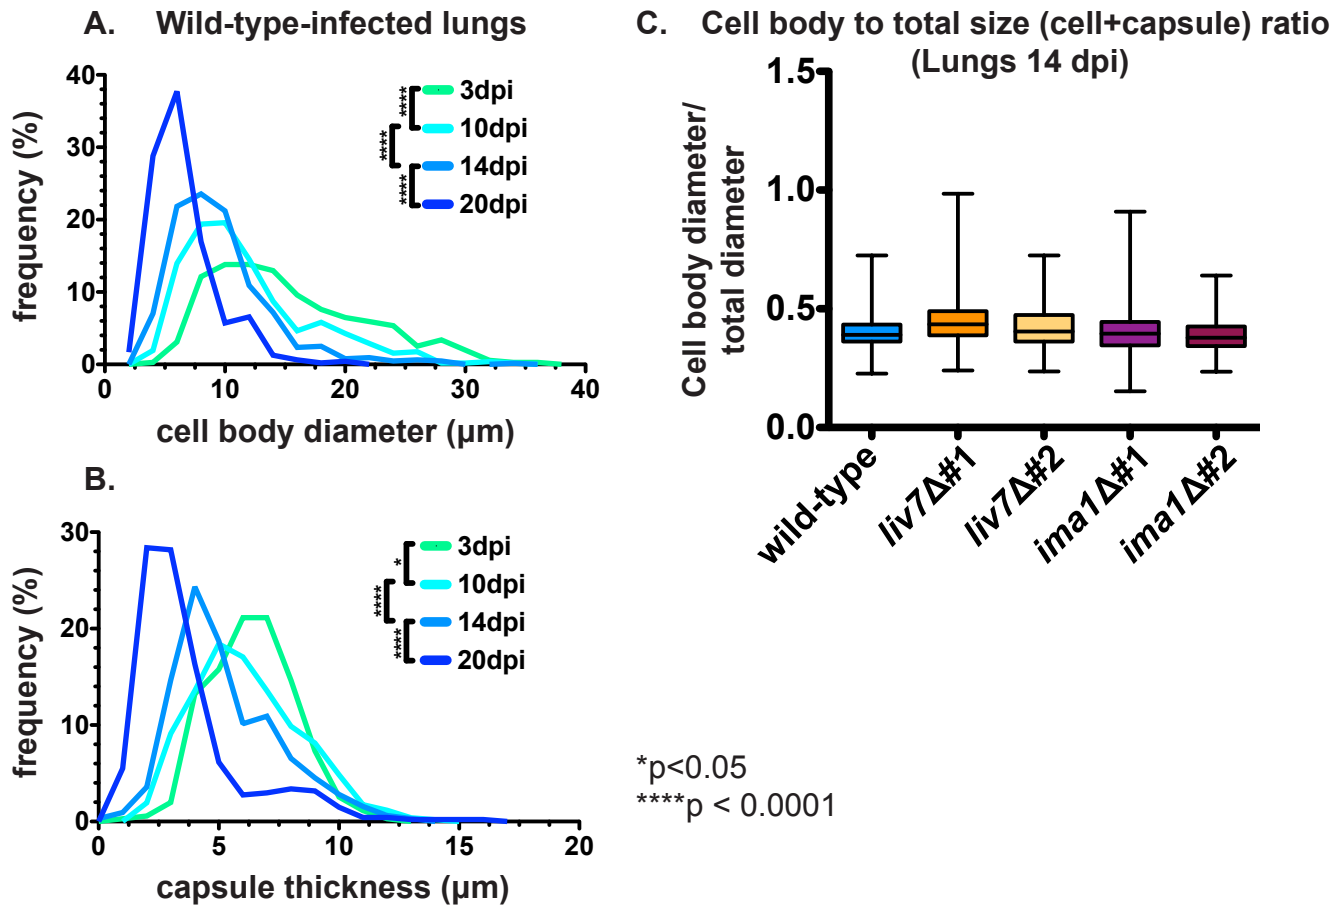 A. Wild-type-infected lungs
40
30
20
10
0
frequency (%)
3dpi
10dpi
14dpi
20dpi
****
****
****
0 10 20 30 40
cell body diameter (µm)
B.
30
20
10
0
frequency (%)
3dpi
10dpi
14dpi
20dpi
*
****
****
0 5 10 15 20
capsule thickness (µm)
C. Cell body to total size (cell+capsule) ratio
(Lungs 14 dpi)
1.5
1.0
0.5
0.0
Cell body diameter/
total diameter
wild-type
liv7Δ#1
liv7Δ#2
ima1Δ#1
ima1Δ#2
*p<0.05
****p < 0.0001